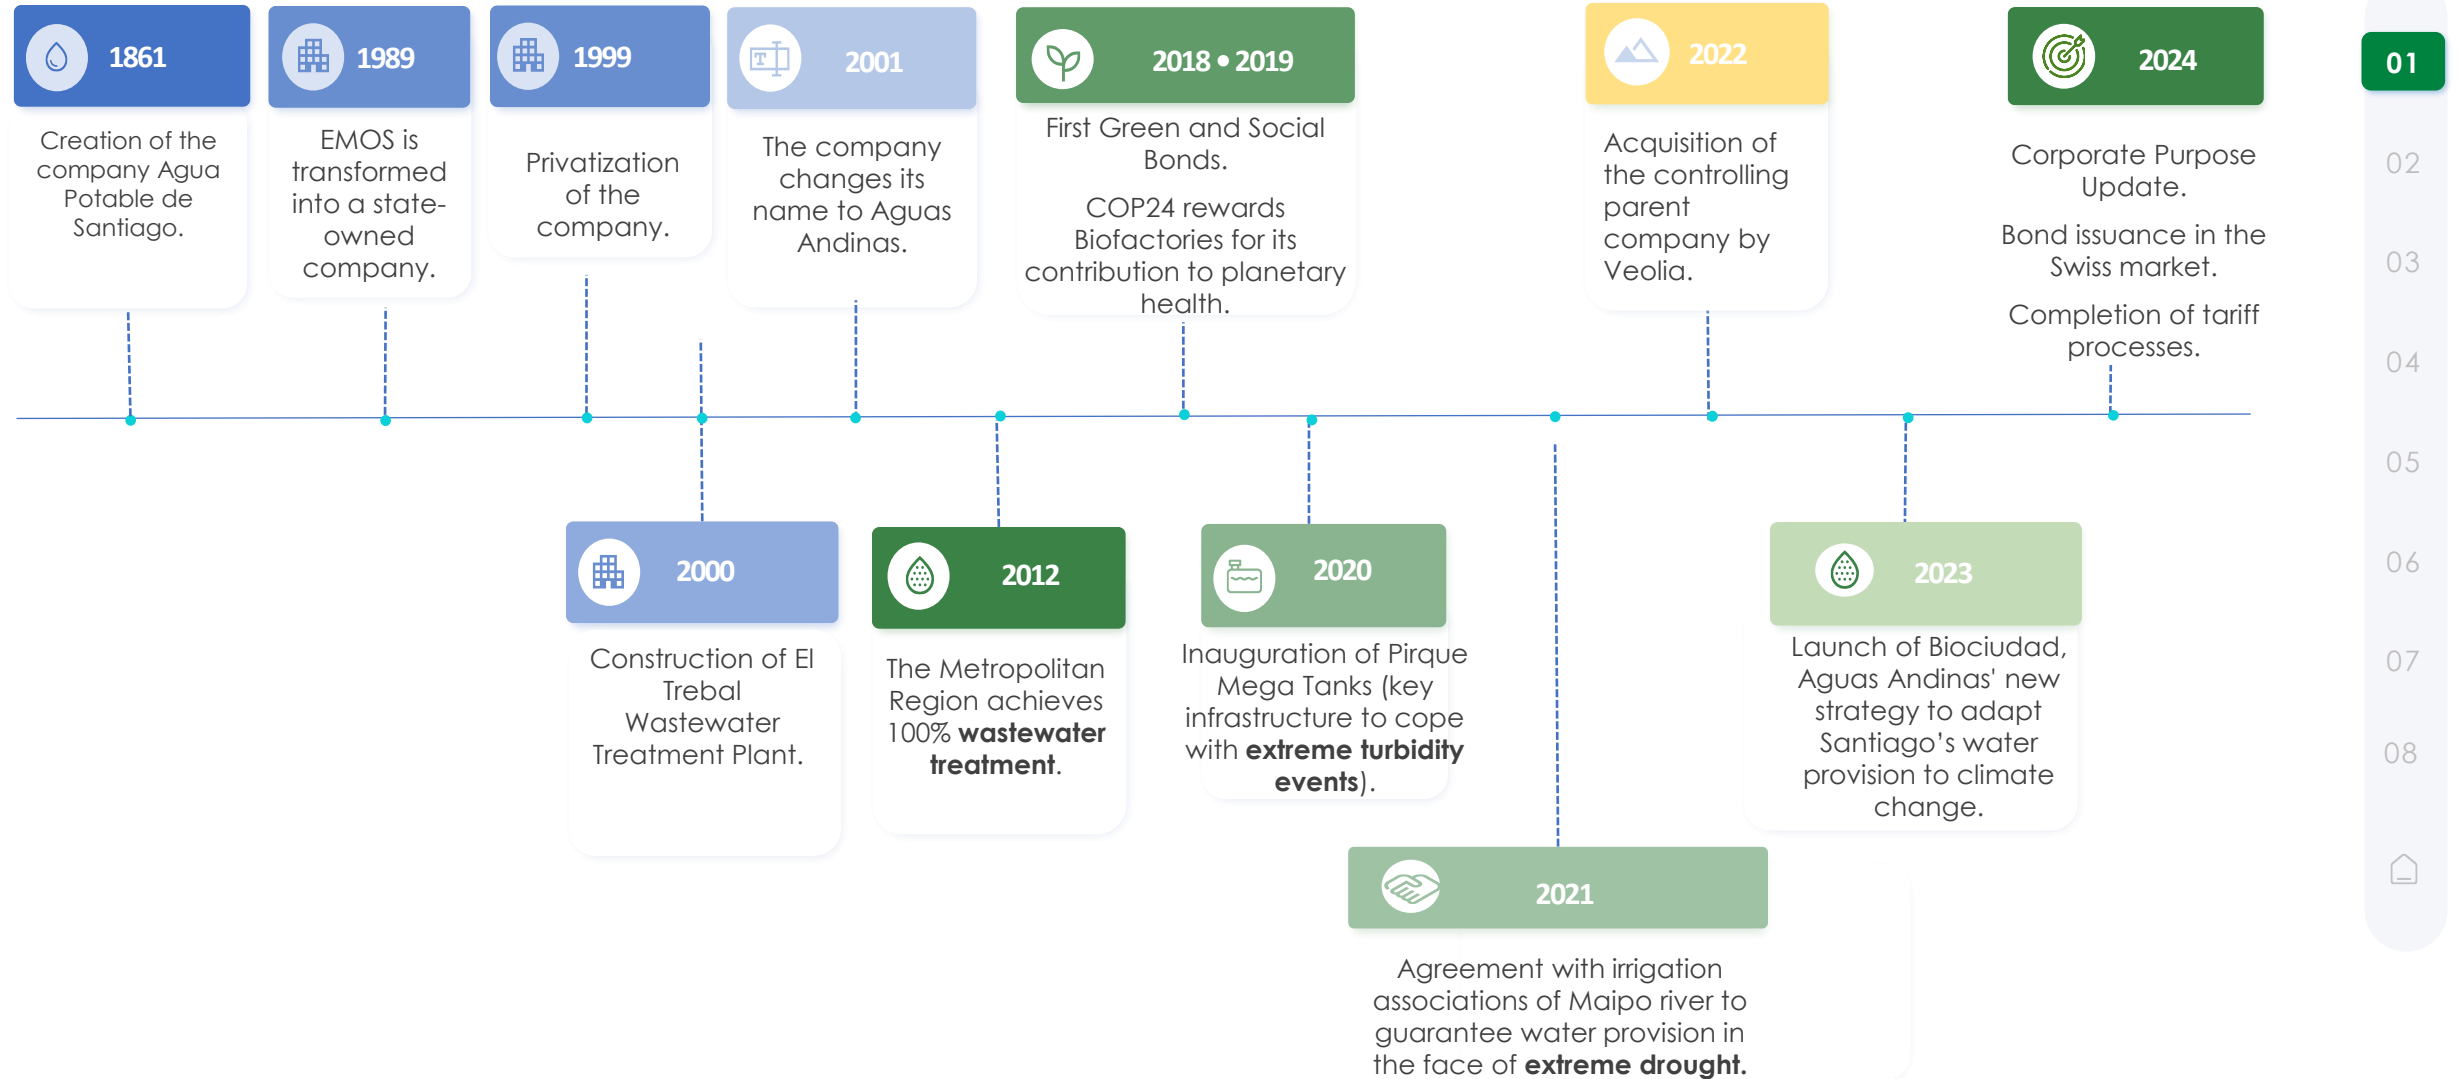 1861
Creation of the
company Agua
Potable de
Santiago.
1989
EMOS is
transformed
into a state-
owned
company.
1999
Privatization
of the
company.
2001
The company
changes its
name to Aguas
Andinas.
2018 • 2019
First Green and Social
Bonds.
COP24 rewards
Biofactories for its
contribution to planetary
health.
2022
Acquisition of
the controlling
parent
company by
Veolia.
2024
Corporate Purpose
Update.
Bond issuance in the
Swiss market.
Completion of tariff
processes.
2000
Construction of El
Trebal
Wastewater
Treatment Plant.
2012
The Metropolitan
Region achieves
100% wastewater
treatment.
2020
Inauguration of Pirque
Mega Tanks (key
infrastructure to cope
with extreme turbidity
events).
2023
Launch of Biociudad,
Aguas Andinas' new
strategy to adapt
Santiago’s water
provision to climate
change.
2021
Agreement with irrigation
associations of Maipo river to
guarantee water provision in
the face of extreme drought.
01
02
03
04
05
06
07
08